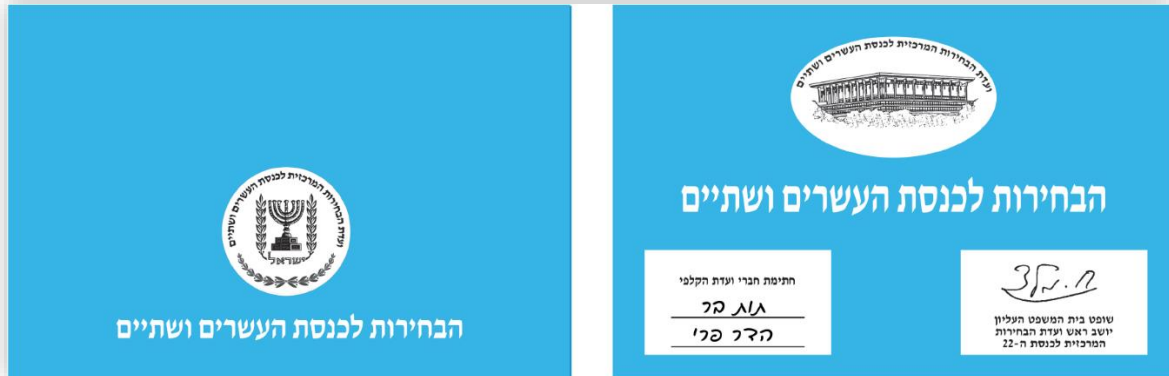 ועדת הבחירות המרכזית לכנסת העשרים ושתיים
הבחירות לכנסת העשרים ושתיים
ח. מלצר
שופט בית המשפט העליון
יושב ראש ועדת הבחירות
המרכזית לכנסת ה-22
חתימת חברי ועדת הקלפי
תות בר
הדר פרי
ועדת הבחירות המרכזית לכנסת העשרים ושתיים
ישראל
הבחירות לכנסת העשרים ושתיים